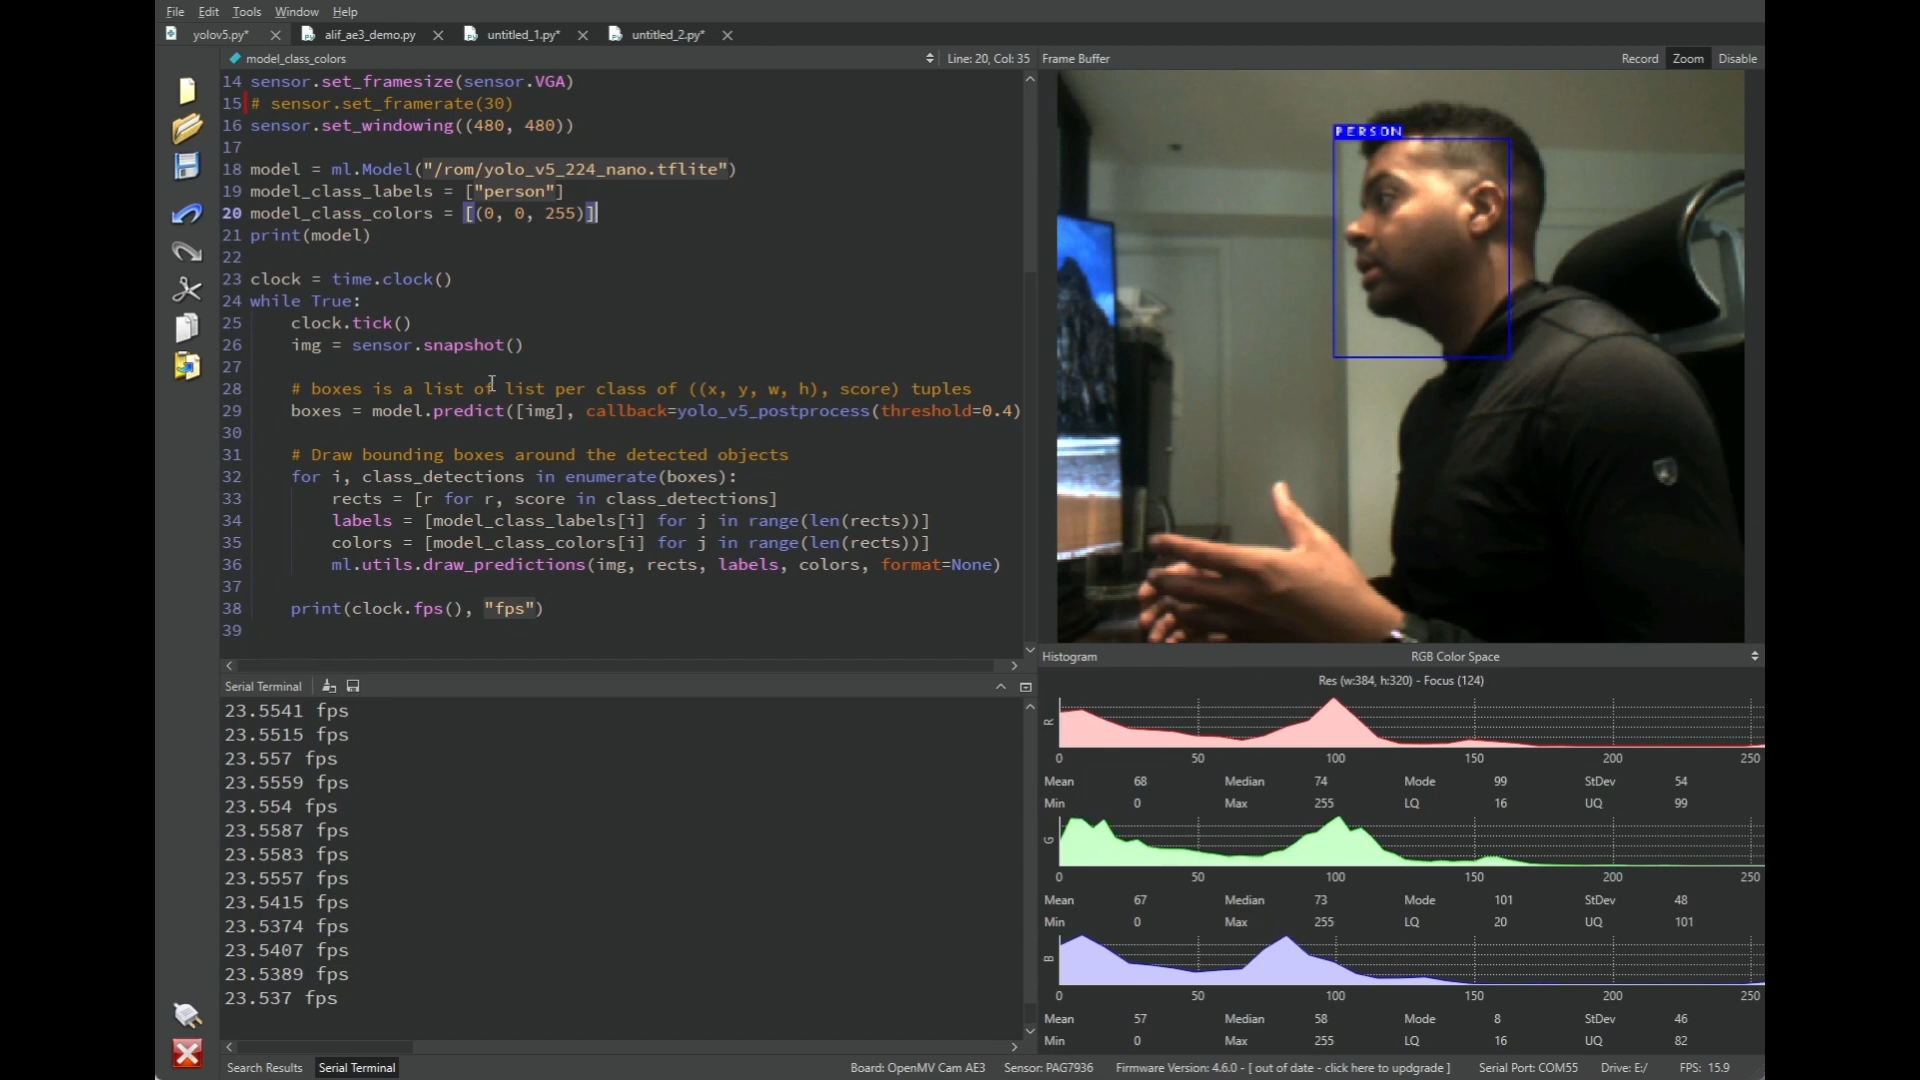 File Edit Tools Window Help
yolov5.py* alif_ae3_demo.py untitled_1.py* untitled_2.py*
model_class_colors Line: 20, Col: 35
14 sensor.set_framesize(sensor.VGA)
15 # sensor.set_framerate(30)
16 sensor.set_windowing((480, 480))
17
18 model = ml.Model("/rom/yolo_v5_224_nano.tflite")
19 model_class_labels = ["person"]
20 model_class_colors = [(0, 0, 255)]
21 print(model)
22
23 clock = time.clock()
24 while True:
25 clock.tick()
26 img = sensor.snapshot()
27
28 # boxes is a list of list per class of ((x, y, w, h), score) tuples
29 boxes = model.predict([img], callback=yolo_v5_postprocess(threshold=0.4)
30
31 # Draw bounding boxes around the detected objects
32 for i, class_detections in enumerate(boxes):
33 rects = [r for r, score in class_detections]
34 labels = [model_class_labels[i] for j in range(len(rects))]
35 colors = [model_class_colors[i] for j in range(len(rects))]
36 ml.utils.draw_predictions(img, rects, labels, colors, format=None)
37
38 print(clock.fps(), "fps")
39
Serial Terminal
23.5541 fps
23.5515 fps
23.557 fps
23.5559 fps
23.554 fps
23.5587 fps
23.5583 fps
23.5557 fps
23.5415 fps
23.5374 fps
23.5407 fps
23.5389 fps
23.537 fps
Frame Buffer Record Zoom Disable
PERSON
Histogram RGB Color Space
Res (w:384, h:320) - Focus (124)
R
0 50 100 150 200 250
Mean 68 Median 74 Mode 99 StDev 54
Min 0 Max 255 LQ 16 UQ 99
G
0 50 100 150 200 250
Mean 67 Median 73 Mode 101 StDev 48
Min 0 Max 255 LQ 20 UQ 101
B
0 50 100 150 200 250
Mean 57 Median 58 Mode 8 StDev 46
Min 0 Max 255 LQ 16 UQ 82
Search Results Serial Terminal Board: OpenMV Cam AE3 Sensor: PAG7936 Firmware Version: 4.6.0 - [ out of date - click here to updgrade ] Serial Port: COM55 Drive: E:/ FPS: 15.9